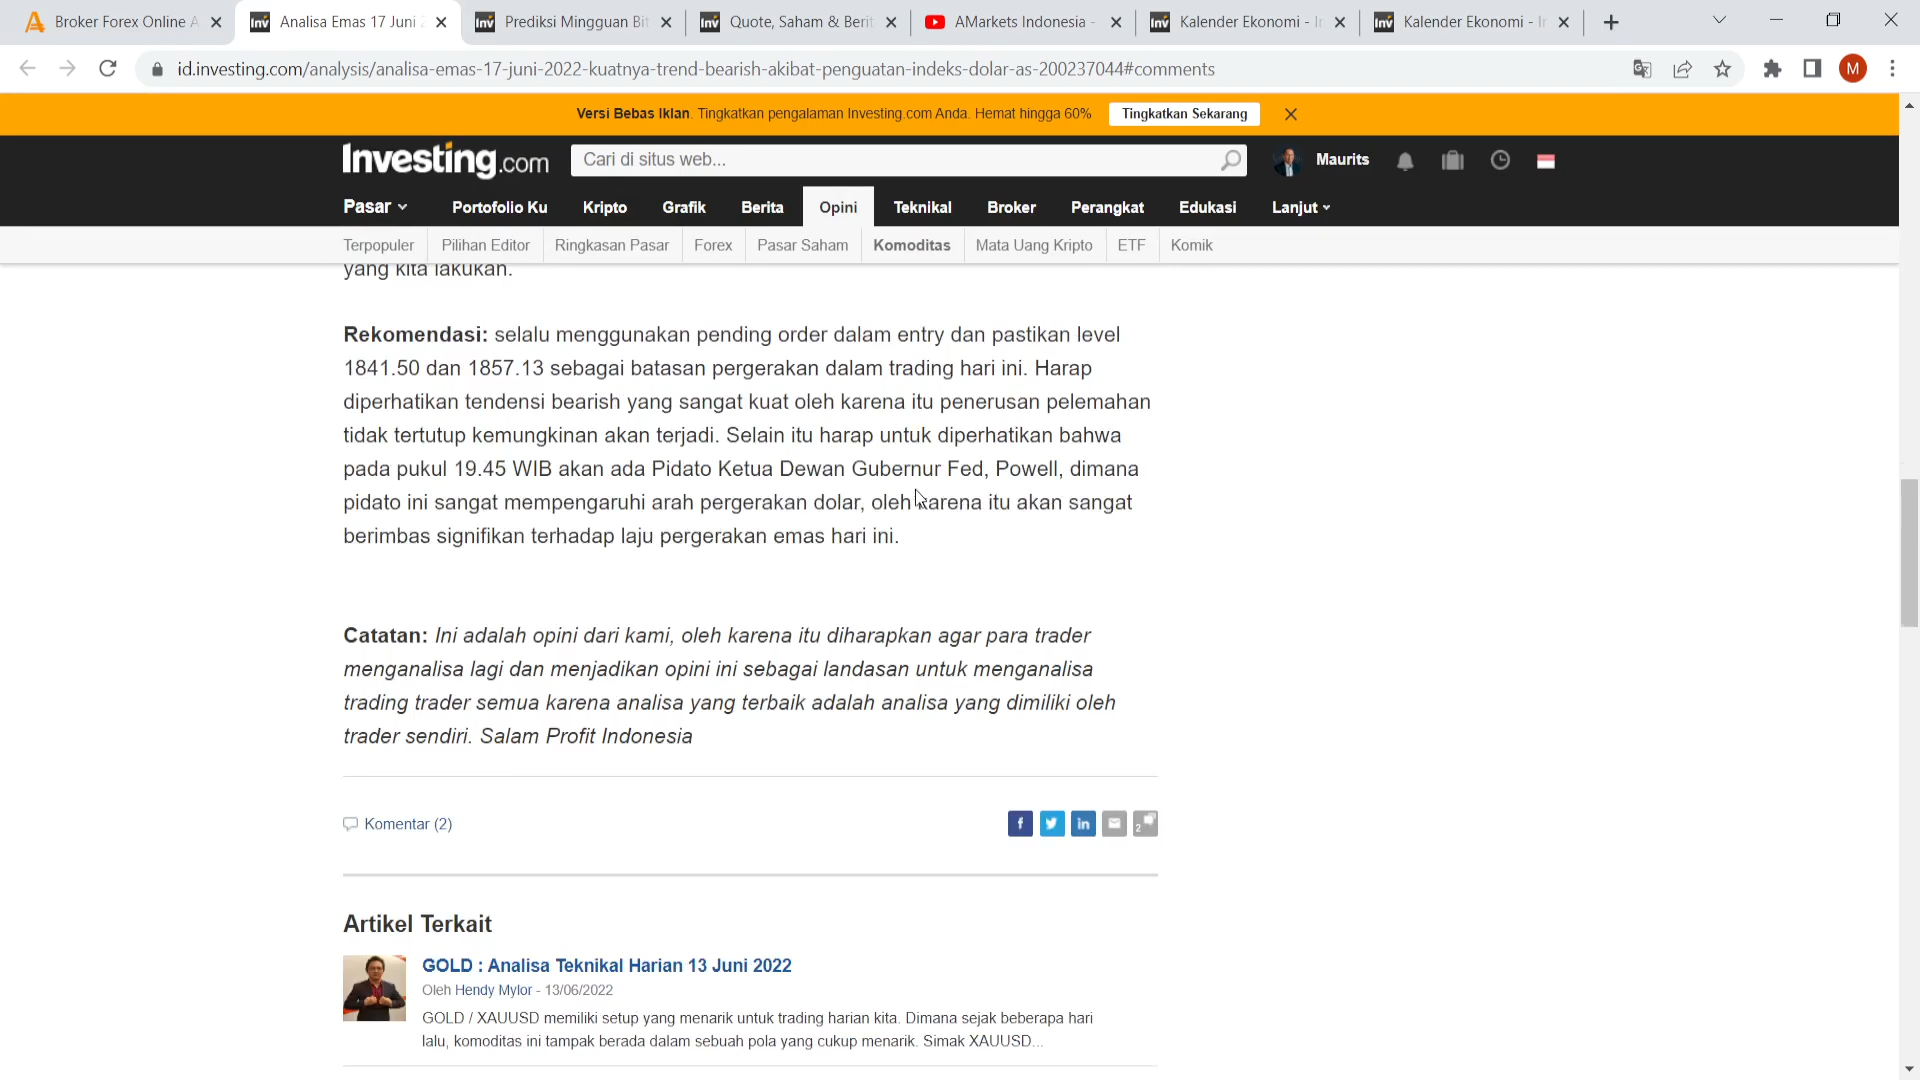 Broker Forex Online A
Analisa Emas 17 Juni 2
Prediksi Mingguan Bit
Quote, Saham & Berit
AMarkets Indonesia -
Kalender Ekonomi - In
Kalender Ekonomi - In
id.investing.com/analysis/analisa-emas-17-juni-2022-kuatnya-trend-bearish-akibat-penguatan-indeks-dolar-as-200237044#comments
M
Versi Bebas Iklan. Tingkatkan pengalaman Investing.com Anda. Hemat hingga 60%
Tingkatkan Sekarang
Investing.com
Cari di situs web...
Maurits
Pasar
Portofolio Ku
Kripto
Grafik
Berita
Opini
Teknikal
Broker
Perangkat
Edukasi
Lanjut
Terpopuler
Pilihan Editor
Ringkasan Pasar
Forex
Pasar Saham
Komoditas
Mata Uang Kripto
ETF
Komik
yang kita lakukan.
Rekomendasi: selalu menggunakan pending order dalam entry dan pastikan level
1841.50 dan 1857.13 sebagai batasan pergerakan dalam trading hari ini. Harap
diperhatikan tendensi bearish yang sangat kuat oleh karena itu penerusan pelemahan
tidak tertutup kemungkinan akan terjadi. Selain itu harap untuk diperhatikan bahwa
pada pukul 19.45 WIB akan ada Pidato Ketua Dewan Gubernur Fed, Powell, dimana
pidato ini sangat mempengaruhi arah pergerakan dolar, oleh karena itu akan sangat
berimbas signifikan terhadap laju pergerakan emas hari ini.
Catatan: Ini adalah opini dari kami, oleh karena itu diharapkan agar para trader
menganalisa lagi dan menjadikan opini ini sebagai landasan untuk menganalisa
trading trader semua karena analisa yang terbaik adalah analisa yang dimiliki oleh
trader sendiri. Salam Profit Indonesia
Komentar (2)
2
Artikel Terkait
GOLD : Analisa Teknikal Harian 13 Juni 2022
Oleh Hendy Mylor - 13/06/2022
GOLD / XAUUSD memiliki setup yang menarik untuk trading harian kita. Dimana sejak beberapa hari
lalu, komoditas ini tampak berada dalam sebuah pola yang cukup menarik. Simak XAUUSD...